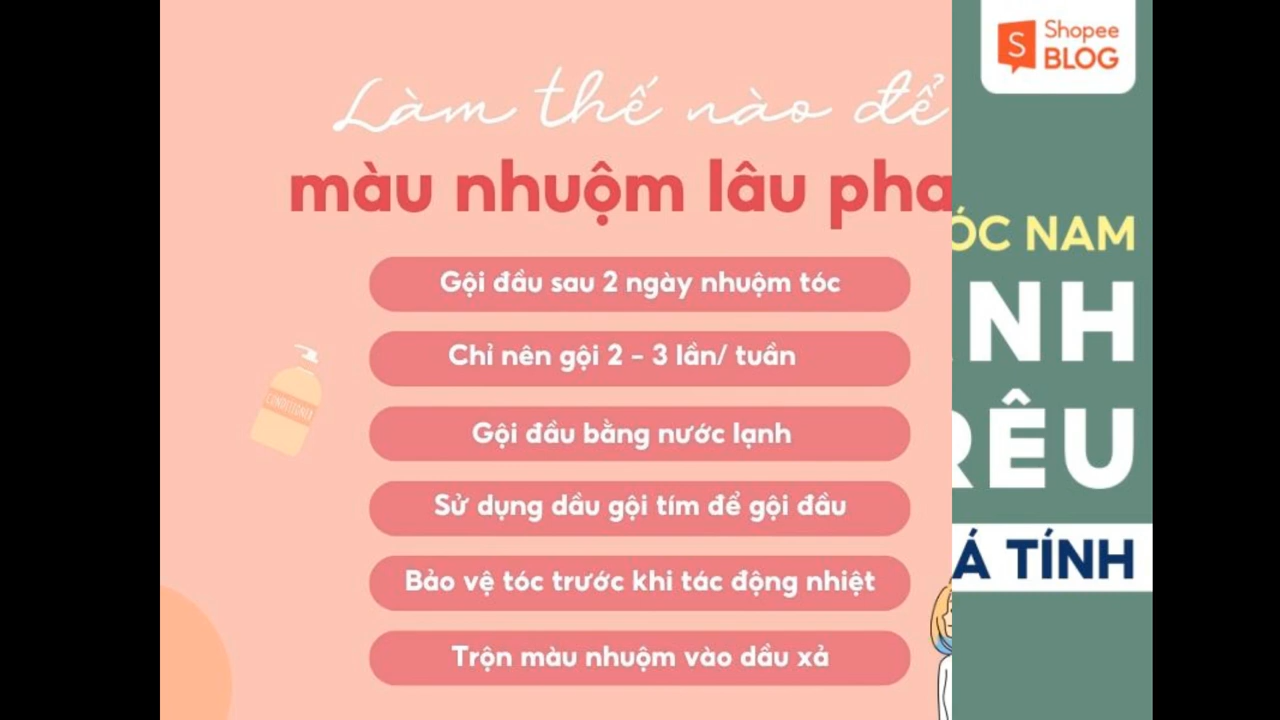 Làm thế nào để
màu nhuộm lâu pha
Gội đầu sau 2 ngày nhuộm tóc
Chỉ nên gội 2 - 3 lần/ tuần
Gội đầu bằng nước lạnh
Sử dụng dầu gội tím để gội đầu
Bảo vệ tóc trước khi tác động nhiệt
Trộn màu nhuộm vào dầu xả
CONDITIONER
Shopee
BLOG
ÓC NAM
NH
RÊU
Á TÍNH